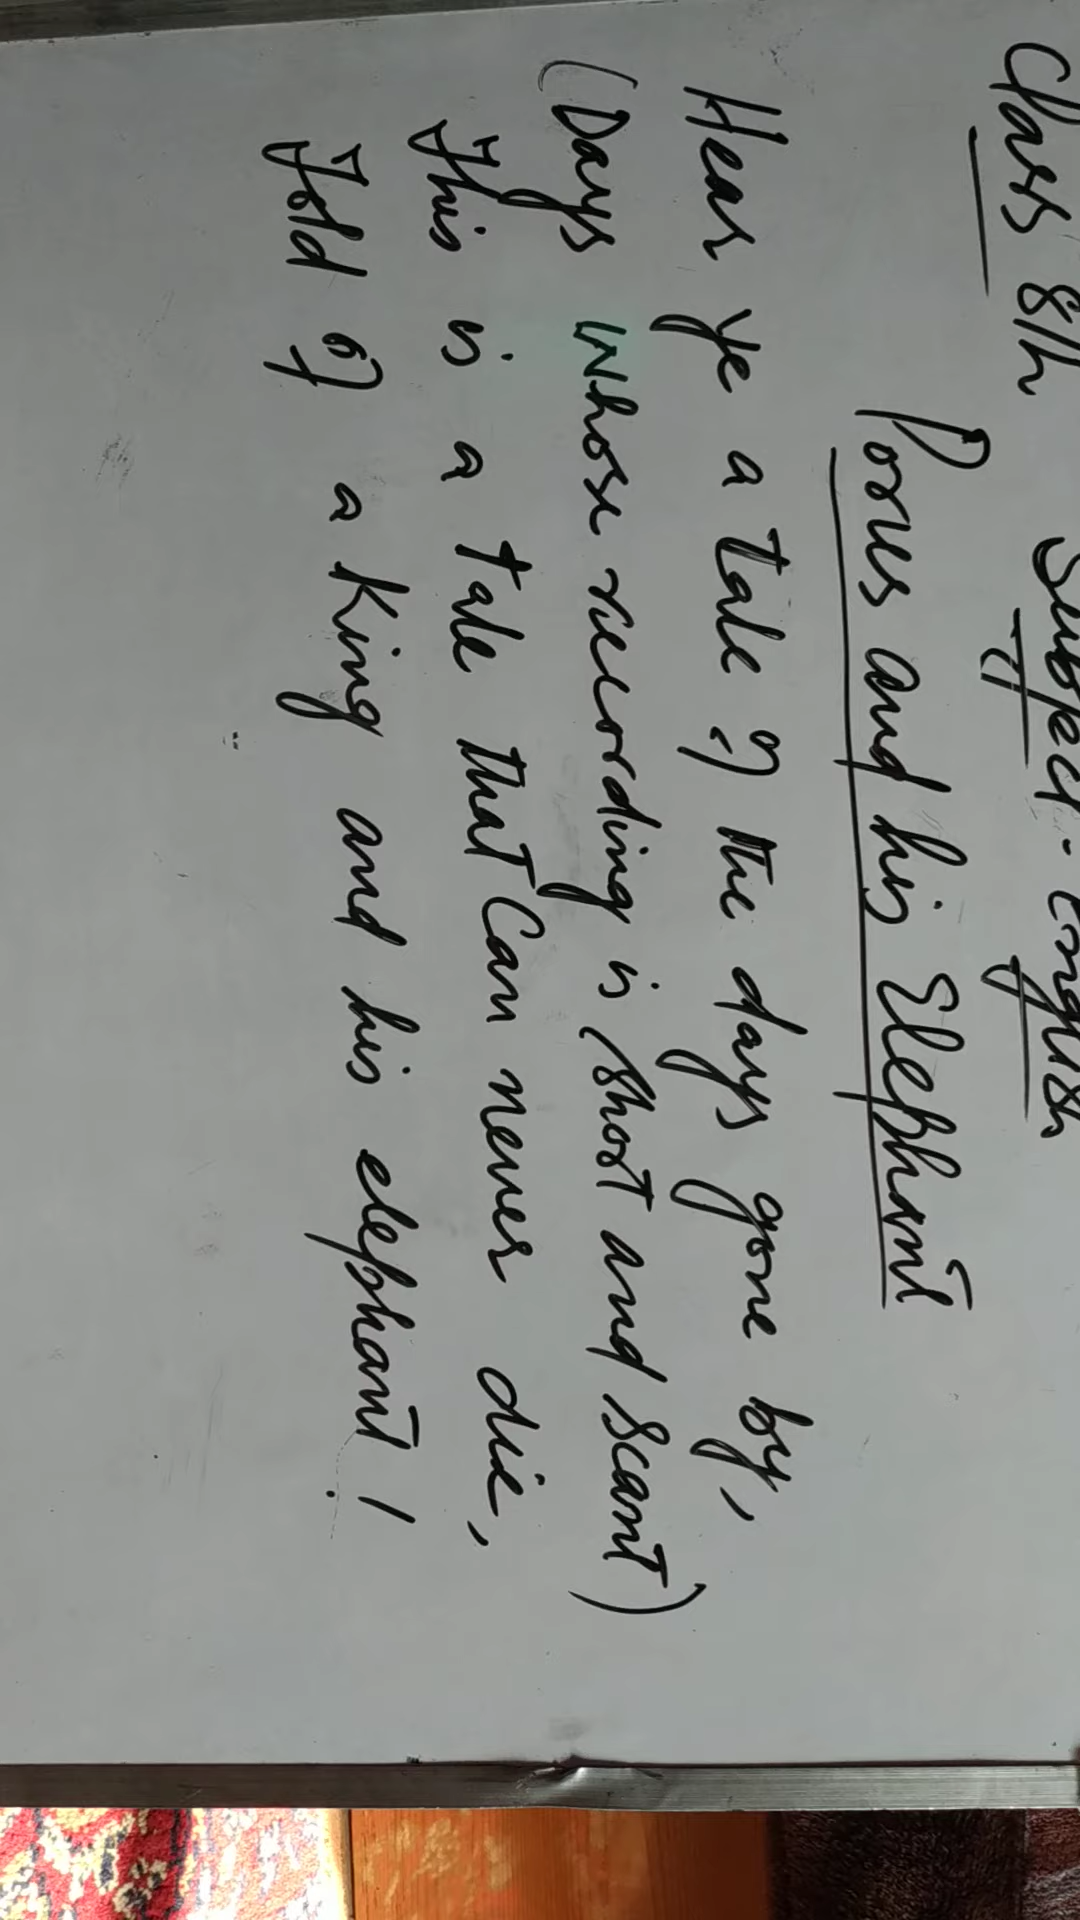 Class 8th Subject - English
Porus and his Elephant
Hear ye a tale of the days gone by,
(Days whose recording is short and scant)
This is a tale that can never die,
Told of a King and his elephant!